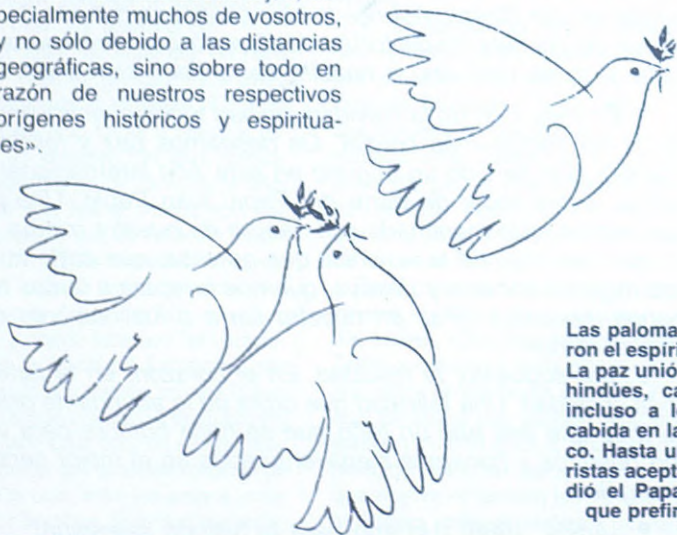 pecialmente muchos de vosotros,
y no sólo debido a las distancias
geográficas, sino sobre todo en
razón de nuestros respectivos
orígenes históricos y espiritua-
les».
Las paloma
ron el espíri
La paz unió
hindúes, ca
incluso a l
cabida en la
co. Hasta u
ristas acept
dió el Papa
que prefir